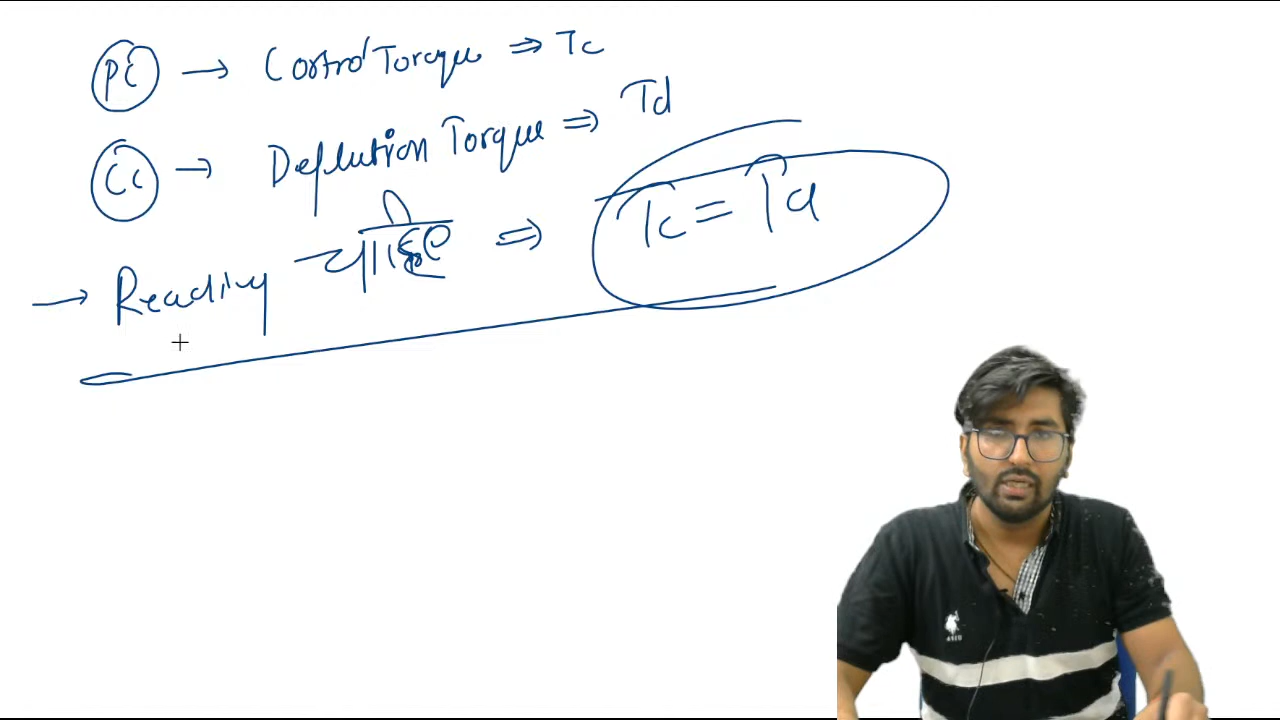 PC → Control Torque ⇒ Tc
CC → Deflection Torque ⇒ Td
→ Reading चाहिए ⇒ Tc = Td